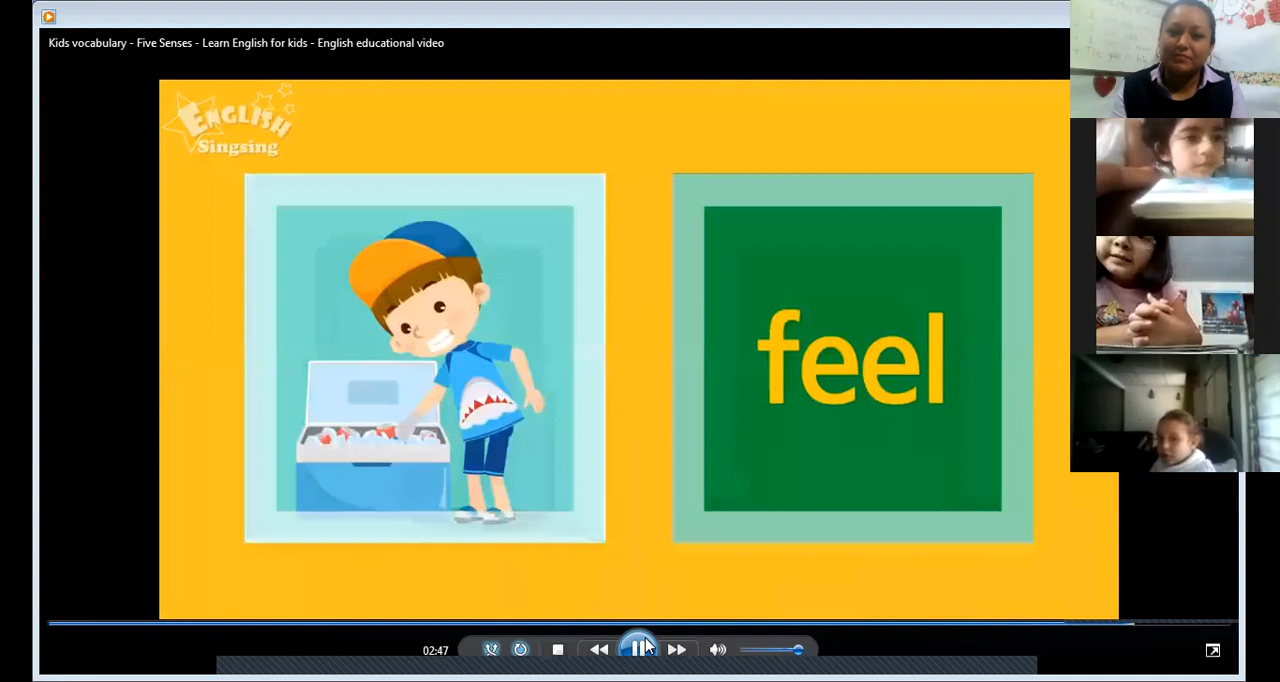 Kids vocabulary - Five Senses - Learn English for kids - English educational video
ENGLISH
Singsing
feel
02:47